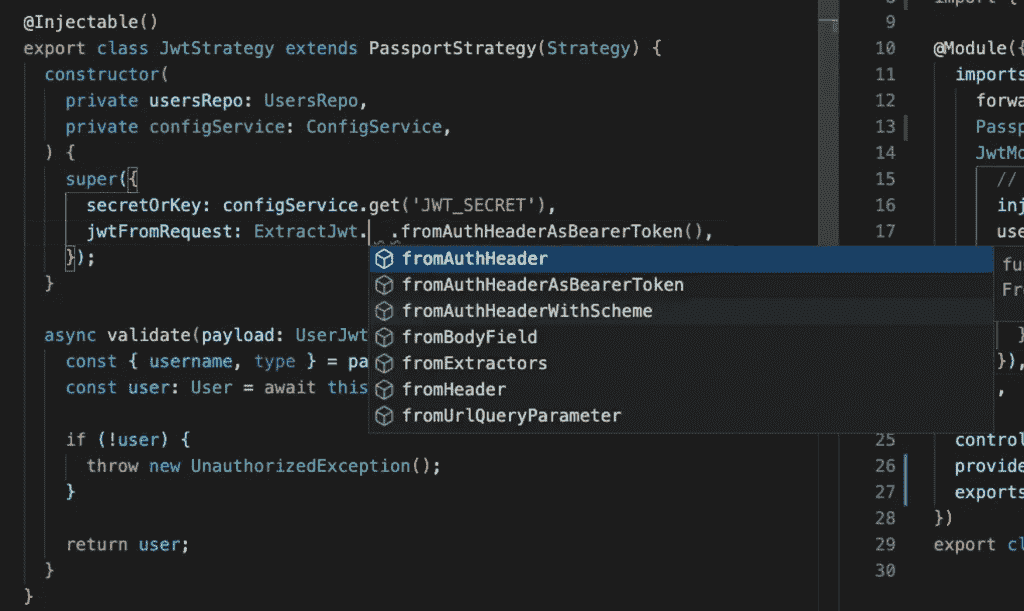 @Injectable()
export class JwtStrategy extends PassportStrategy(Strategy) {
constructor(
private usersRepo: UsersRepo,
private configService: ConfigService,
) {
super({
secretOrKey: configService.get('JWT_SECRET'),
jwtFromRequest: ExtractJwt. .fromAuthHeaderAsBearerToken(),
});
}
fromAuthHeader
fromAuthHeaderAsBearerToken
fromAuthHeaderWithScheme
fromBodyField
fromExtractors
fromHeader
fromUrlQueryParameter
async validate(payload: UserJwt
const { username, type } = pa
const user: User = await this
if (!user) {
throw new UnauthorizedException();
}
return user;
}
}
9
10 @Module({
11 imports
12 forwa
13 Passp
14 JwtMo
15 //
16 inj
17 use
fu
Fr
}
}),
,
25 control
26 provide
27 exports
28 })
29 export cl
30